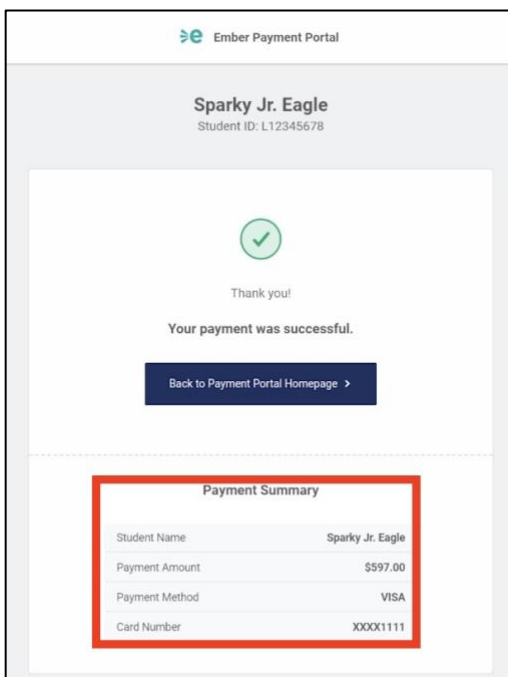 Ember Payment Portal
Sparky Jr. Eagle
Student ID: L12345678
Thank you!
Your payment was successful.
Back to Payment Portal Homepage >
Payment Summary
Student Name Sparky Jr. Eagle
Payment Amount $597.00
Payment Method VISA
Card Number XXXX1111